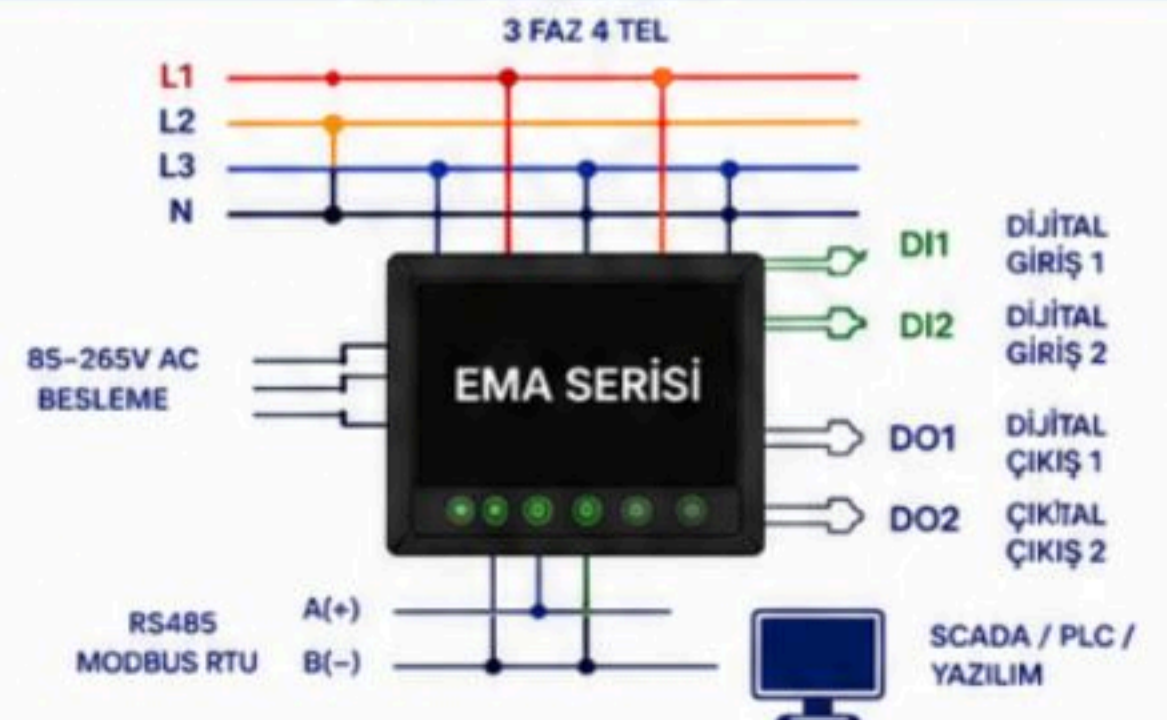 3 FAZ 4 TEL
L1
L2
L3
N
DI1
DİJİTAL
GİRİŞ 1
DI2
DİJİTAL
GİRİŞ 2
85-265V AC
BESLEME
EMA SERİSİ
DO1
DİJİTAL
ÇIKIŞ 1
DO2
ÇIKİTAL
ÇIKIŞ 2
RS485
MODBUS RTU
A(+)
B(-)
SCADA / PLC /
YAZILIM